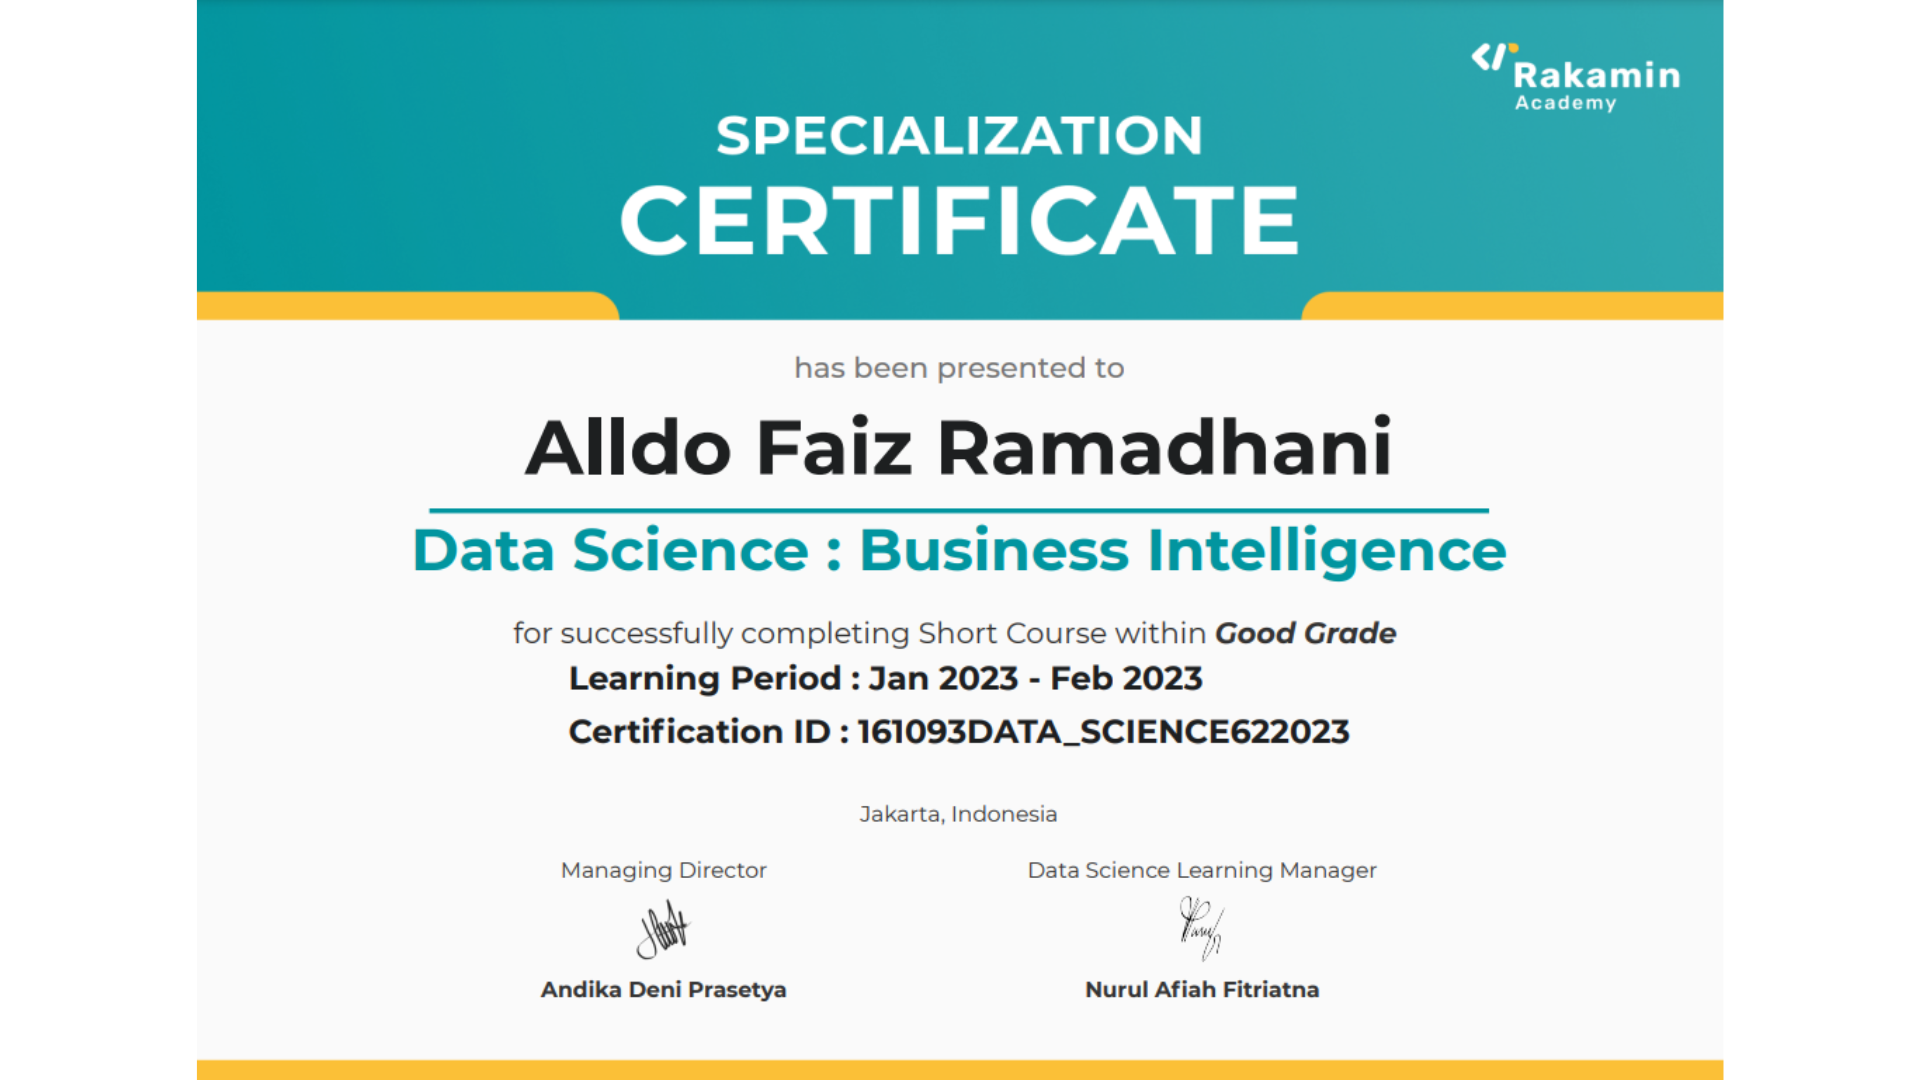 Rakamin
Academy
SPECIALIZATION
CERTIFICATE
has been presented to
Alldo Faiz Ramadhani
Data Science : Business Intelligence
for successfully completing Short Course within Good Grade
Learning Period : Jan 2023 - Feb 2023
Certification ID : 161093DATA_SCIENCE622023
Jakarta, Indonesia
Managing Director
Andika Deni Prasetya
Data Science Learning Manager
Nurul Afiah Fitriatna